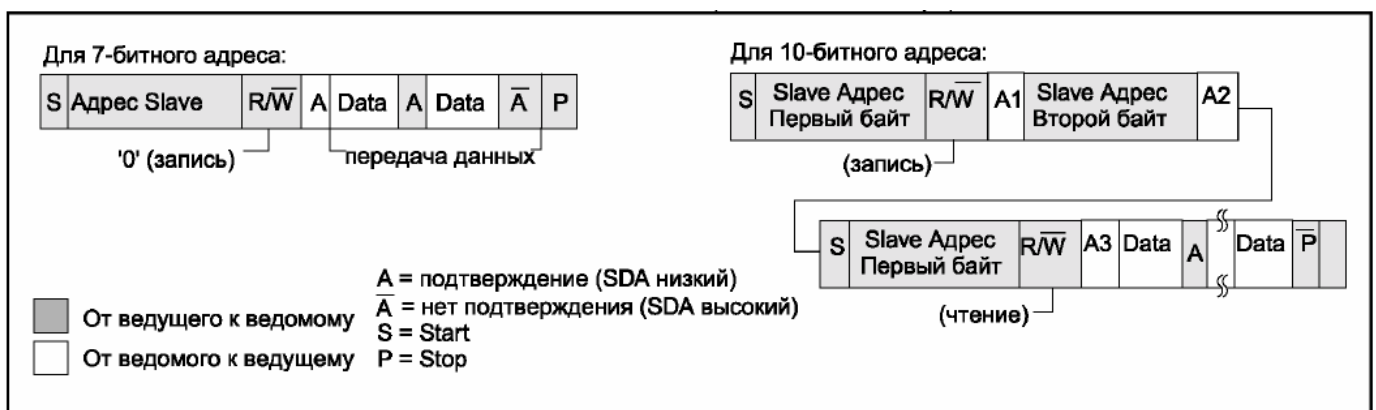 Для 7-битного адреса:
S Адрес Slave R/W̅ A Data A Data A̅ P
'0' (запись)
передача данных
Для 10-битного адреса:
S Slave Адрес Первый байт R/W̅ A1 Slave Адрес Второй байт A2
(запись)
S Slave Адрес Первый байт R/W̅ A3 Data A Data P̅
(чтение)
От ведущего к ведомому
От ведомого к ведущему
A = подтверждение (SDA низкий)
A̅ = нет подтверждения (SDA высокий)
S = Start
P = Stop